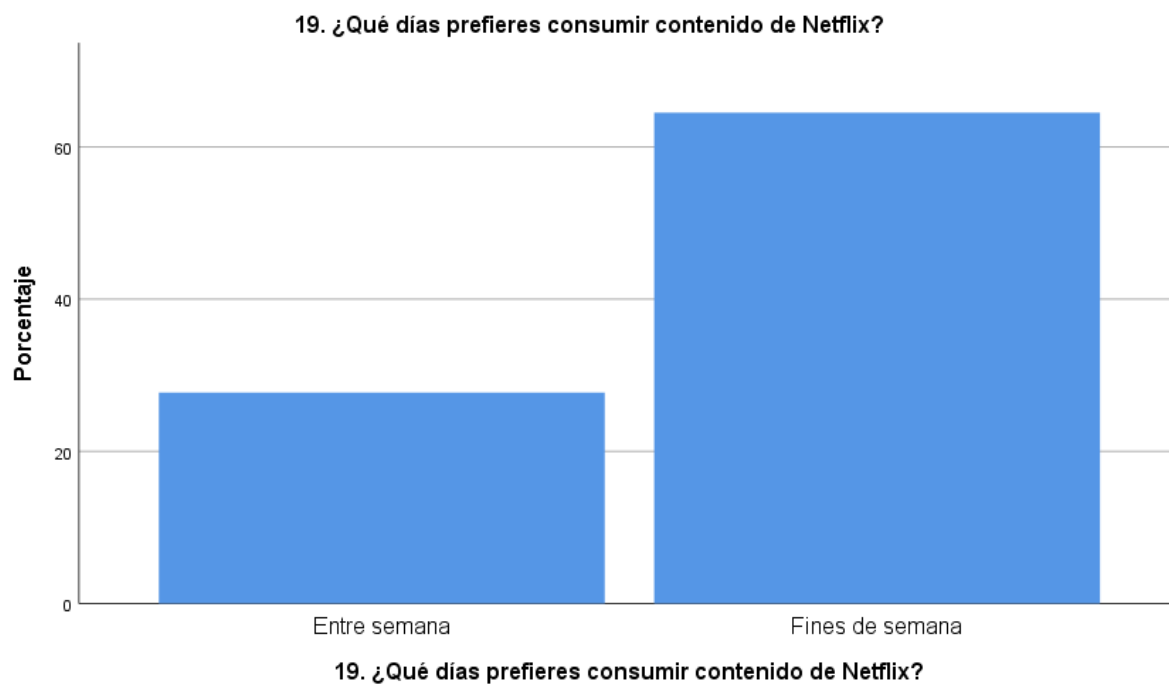 19. ¿Qué días prefieres consumir contenido de Netflix?
Porcentaje
60
40
20
0
Entre semana
Fines de semana
19. ¿Qué días prefieres consumir contenido de Netflix?